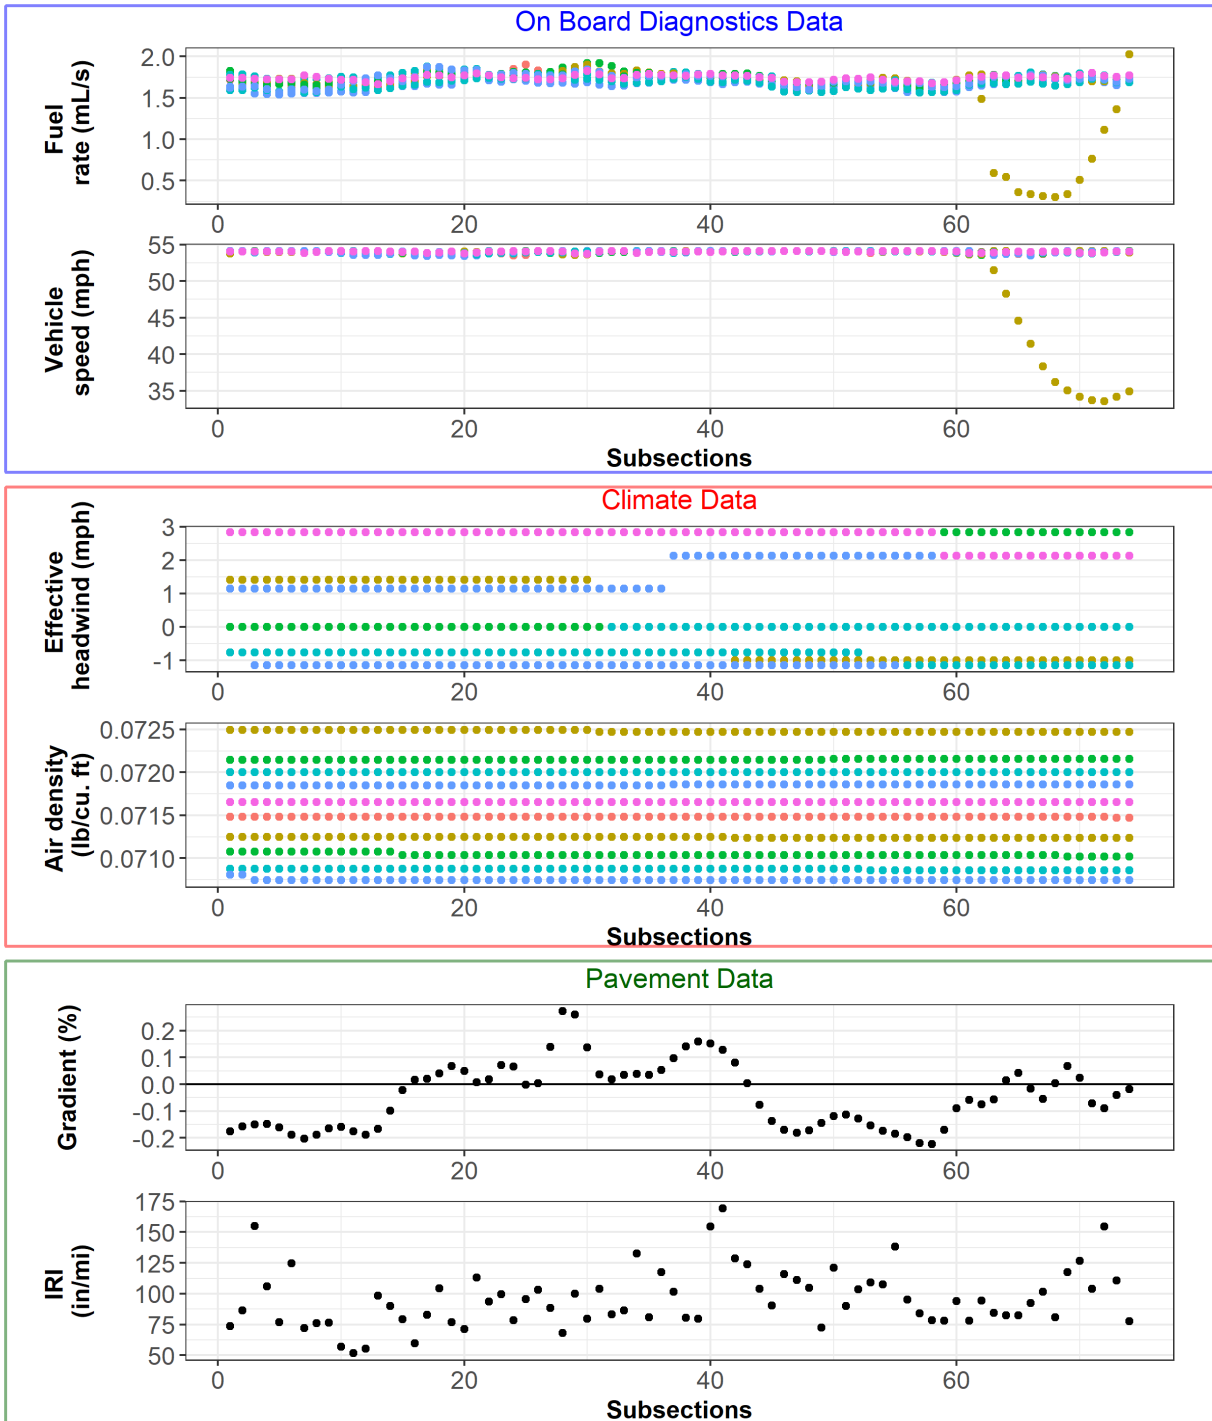 On Board Diagnostics Data
Fuel
rate (mL/s)
2.0
1.5
1.0
0.5
0 20 40 60
Vehicle
speed (mph)
55
50
45
40
35
0 20 40 60
Subsections
Climate Data
Effective
headwind (mph)
3
2
1
0
-1
0 20 40 60
Air density
(lb/cu. ft)
0.0725
0.0720
0.0715
0.0710
0 20 40 60
Subsections
Pavement Data
Gradient (%)
0.2
0.1
0.0
-0.1
-0.2
0 20 40 60
IRI
(in/mi)
175
150
125
100
75
50
0 20 40 60
Subsections